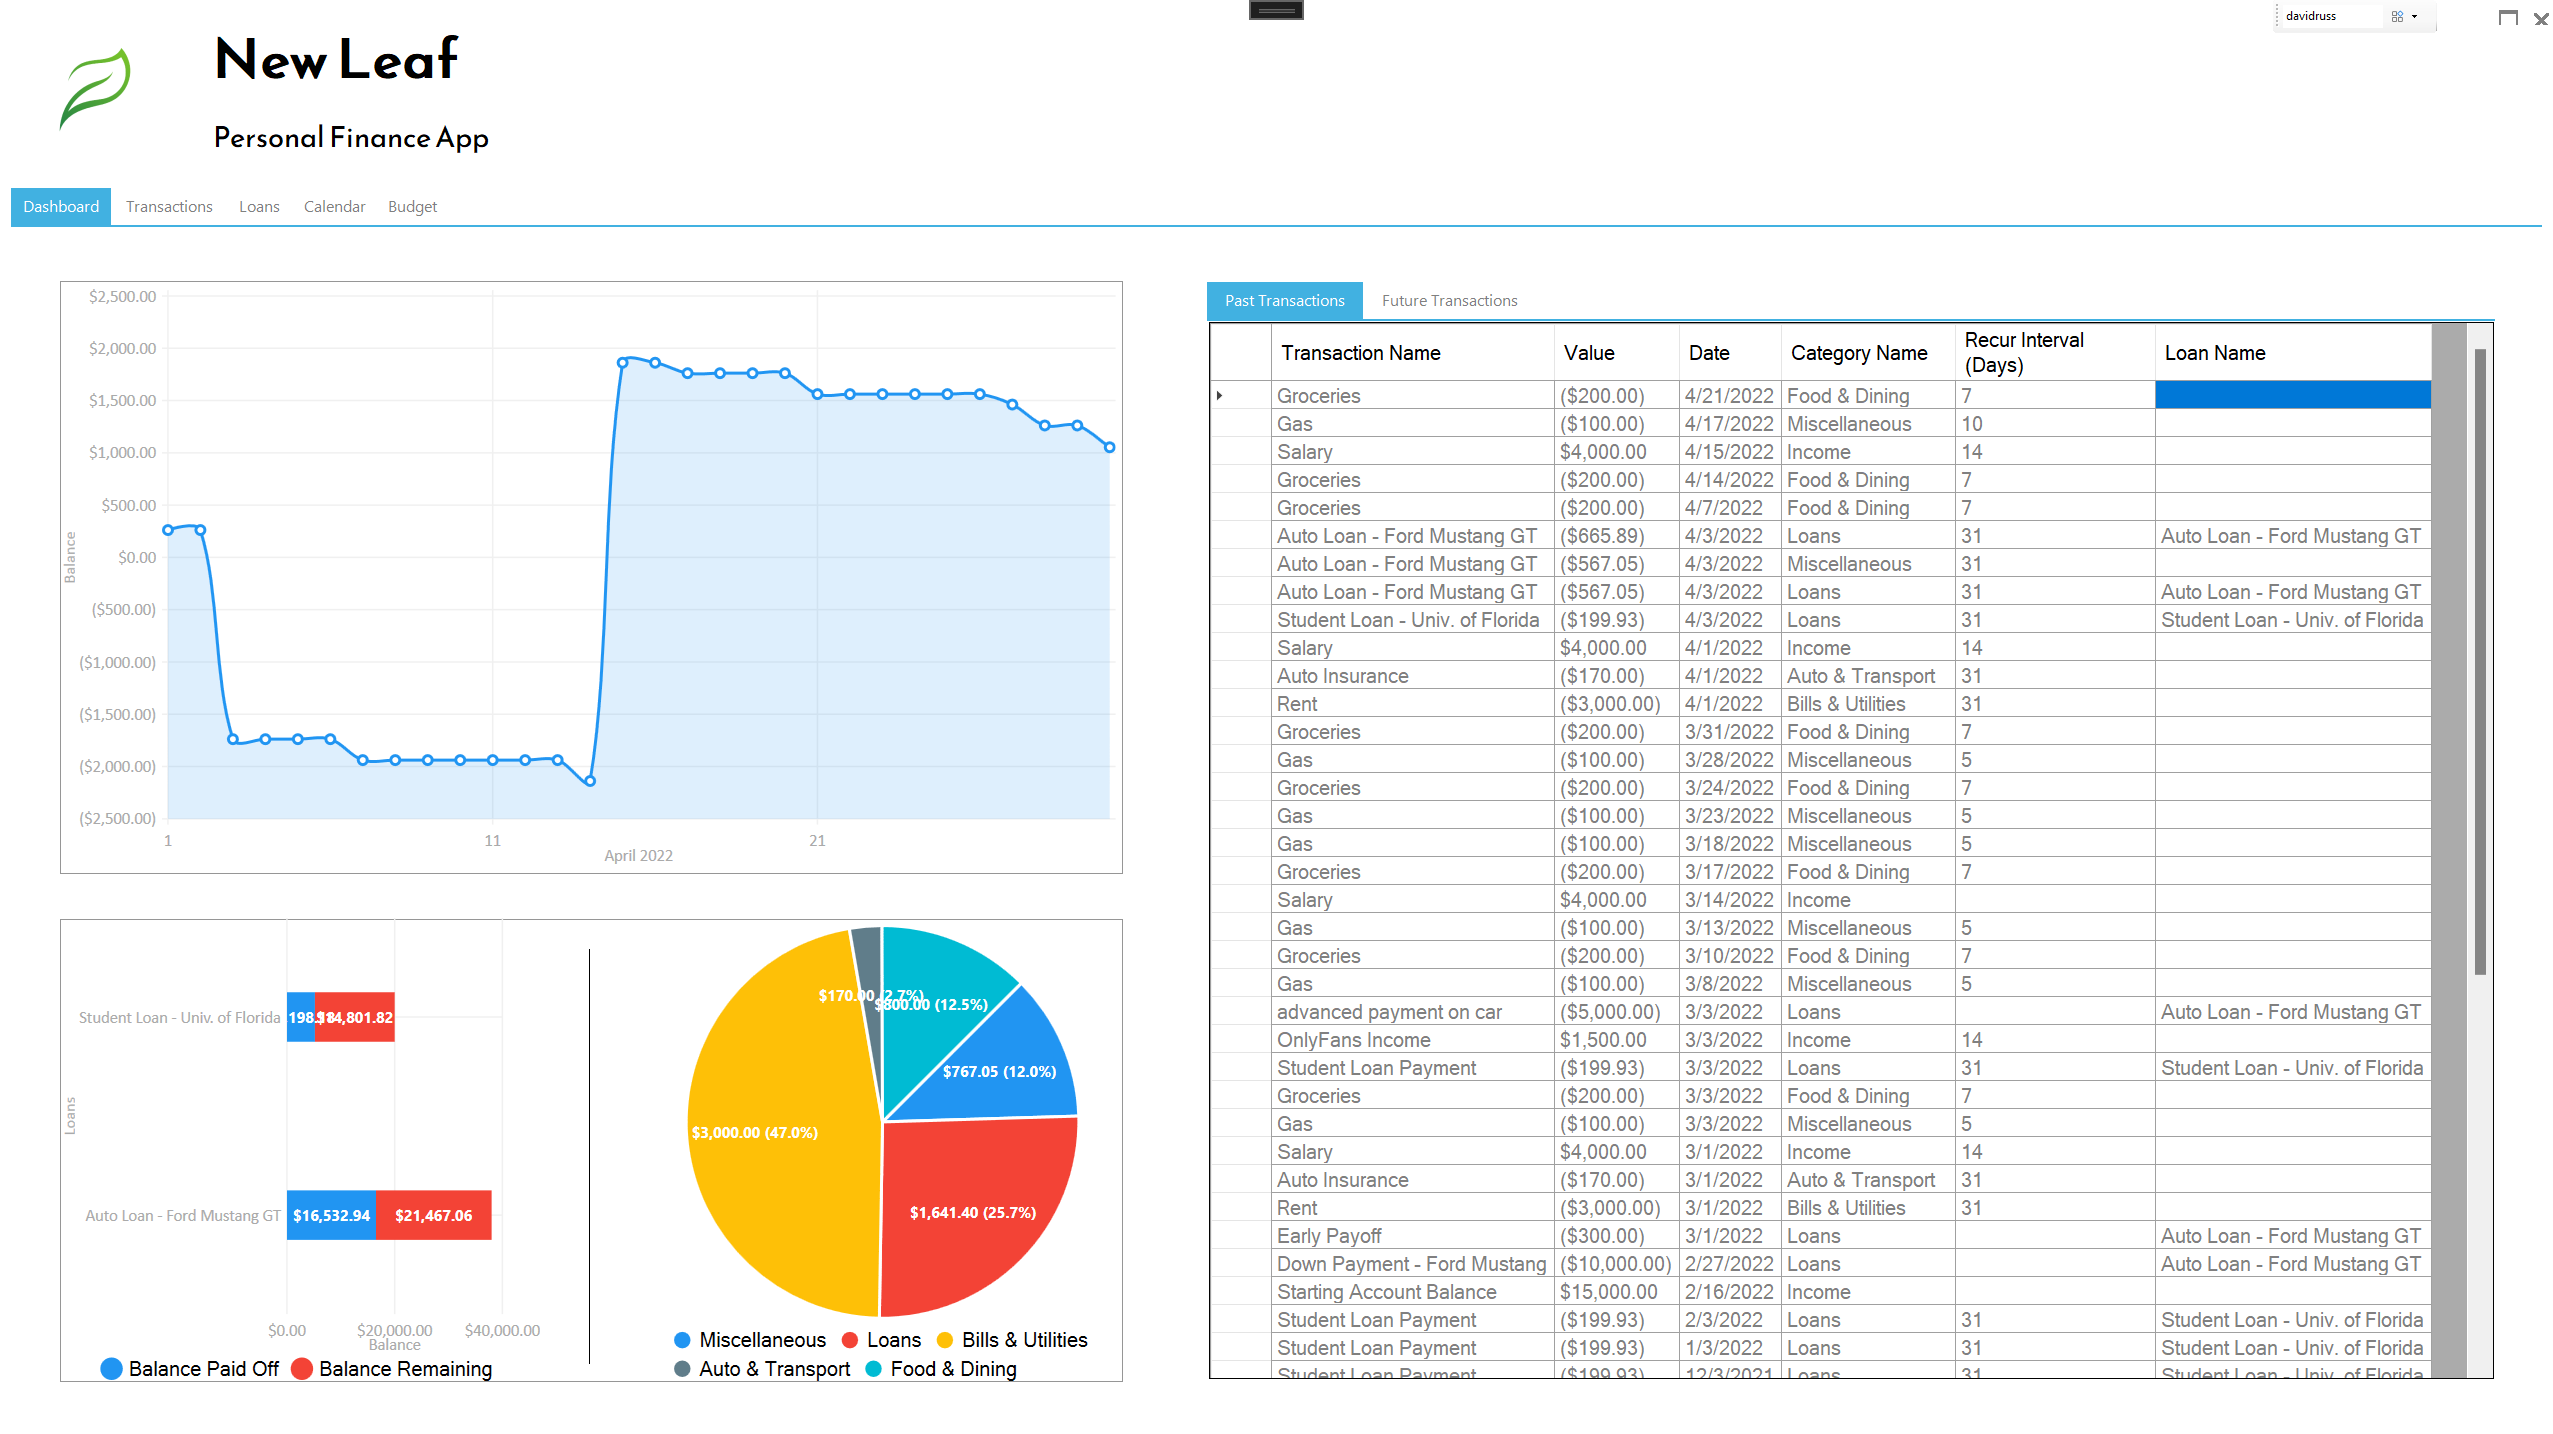 davidruss
New Leaf
Personal Finance App
Dashboard Transactions Loans Calendar Budget
$2,500.00
$2,000.00
$1,500.00
$1,000.00
$500.00
$0.00
($500.00)
($1,000.00)
($1,500.00)
($2,000.00)
($2,500.00)
Balance
1 11 21
April 2022
Loans
Student Loan - Univ. of Florida $14,801.82
Auto Loan - Ford Mustang GT $16,532.94 $21,467.06
$0.00 $20,000.00 $40,000.00
Balance
Balance Paid Off Balance Remaining
$170.00 (2.7%)
$800.00 (12.5%)
$767.05 (12.0%)
$3,000.00 (47.0%)
$1,641.40 (25.7%)
Miscellaneous Loans Bills & Utilities
Auto & Transport Food & Dining
Past Transactions Future Transactions
Transaction Name Value Date Category Name Recur Interval (Days) Loan Name
Groceries ($200.00) 4/21/2022 Food & Dining 7
Gas ($100.00) 4/17/2022 Miscellaneous 10
Salary $4,000.00 4/15/2022 Income 14
Groceries ($200.00) 4/14/2022 Food & Dining 7
Groceries ($200.00) 4/7/2022 Food & Dining 7
Auto Loan - Ford Mustang GT ($665.89) 4/3/2022 Loans 31 Auto Loan - Ford Mustang GT
Auto Loan - Ford Mustang GT ($567.05) 4/3/2022 Miscellaneous 31
Auto Loan - Ford Mustang GT ($567.05) 4/3/2022 Loans 31 Auto Loan - Ford Mustang GT
Student Loan - Univ. of Florida ($199.93) 4/3/2022 Loans 31 Student Loan - Univ. of Florida
Salary $4,000.00 4/1/2022 Income 14
Auto Insurance ($170.00) 4/1/2022 Auto & Transport 31
Rent ($3,000.00) 4/1/2022 Bills & Utilities 31
Groceries ($200.00) 3/31/2022 Food & Dining 7
Gas ($100.00) 3/28/2022 Miscellaneous 5
Groceries ($200.00) 3/24/2022 Food & Dining 7
Gas ($100.00) 3/23/2022 Miscellaneous 5
Gas ($100.00) 3/18/2022 Miscellaneous 5
Groceries ($200.00) 3/17/2022 Food & Dining 7
Salary $4,000.00 3/14/2022 Income
Gas ($100.00) 3/13/2022 Miscellaneous 5
Groceries ($200.00) 3/10/2022 Food & Dining 7
Gas ($100.00) 3/8/2022 Miscellaneous 5
advanced payment on car ($5,000.00) 3/3/2022 Loans Auto Loan - Ford Mustang GT
OnlyFans Income $1,500.00 3/3/2022 Income 14
Student Loan Payment ($199.93) 3/3/2022 Loans 31 Student Loan - Univ. of Florida
Groceries ($200.00) 3/3/2022 Food & Dining 7
Gas ($100.00) 3/3/2022 Miscellaneous 5
Salary $4,000.00 3/1/2022 Income 14
Auto Insurance ($170.00) 3/1/2022 Auto & Transport 31
Rent ($3,000.00) 3/1/2022 Bills & Utilities 31
Early Payoff ($300.00) 3/1/2022 Loans Auto Loan - Ford Mustang GT
Down Payment - Ford Mustang ($10,000.00) 2/27/2022 Loans Auto Loan - Ford Mustang GT
Starting Account Balance $15,000.00 2/16/2022 Income
Student Loan Payment ($199.93) 2/3/2022 Loans 31 Student Loan - Univ. of Florida
Student Loan Payment ($199.93) 1/3/2022 Loans 31 Student Loan - Univ. of Florida
Student Loan Payment ($199.93) 12/3/2021 Loans 31 Student Loan - Univ. of Florida